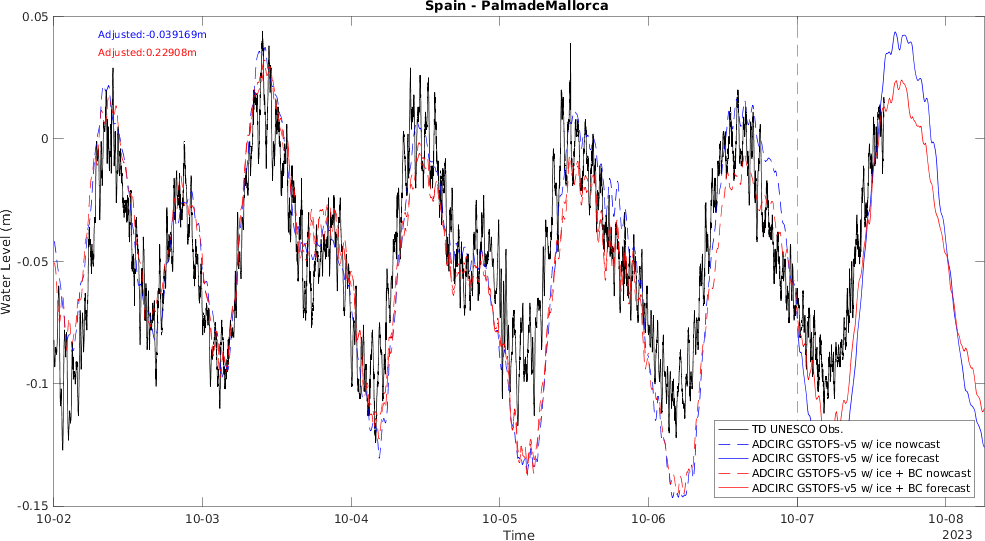 Spain - PalmadeMallorca
0.05
Adjusted:-0.039169m
Adjusted:0.22908m
0
-0.05
-0.1
-0.15
Water Level (m)
TD UNESCO Obs.
ADCIRC GSTOFS-v5 w/ ice nowcast
ADCIRC GSTOFS-v5 w/ ice forecast
ADCIRC GSTOFS-v5 w/ ice + BC nowcast
ADCIRC GSTOFS-v5 w/ ice + BC forecast
10-02 10-03 10-04 10-05 10-06 10-07 10-08
Time
2023